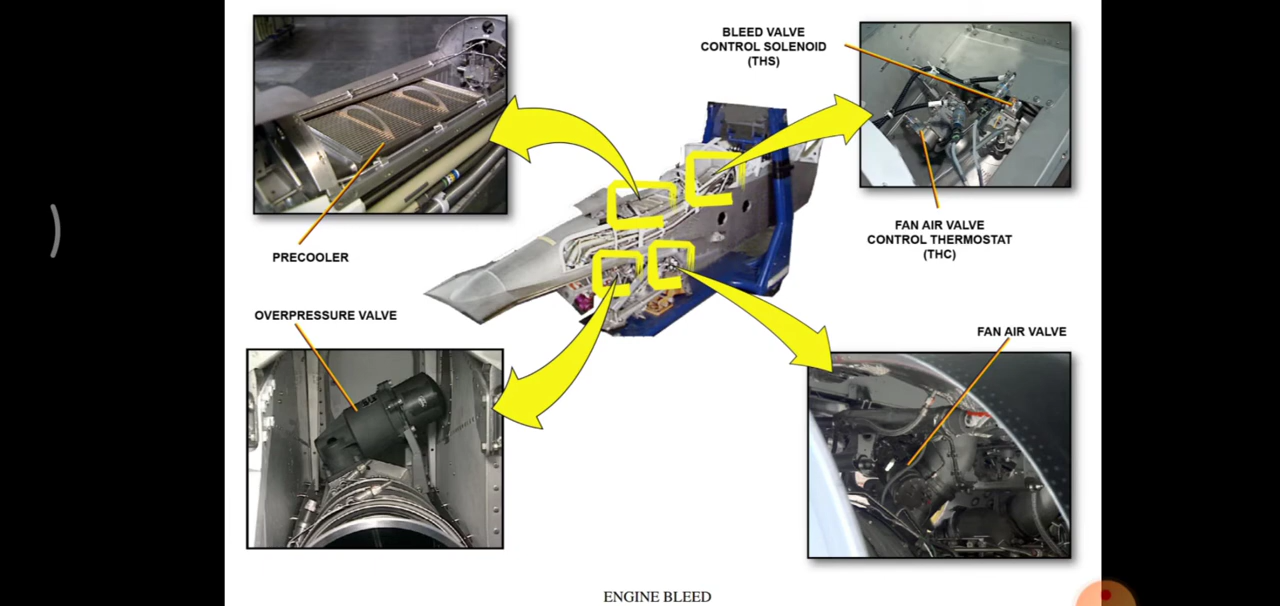 BLEED VALVE
CONTROL SOLENOID
(THS)
PRECOOLER
FAN AIR VALVE
CONTROL THERMOSTAT
(THC)
OVERPRESSURE VALVE
FAN AIR VALVE
ENGINE BLEED